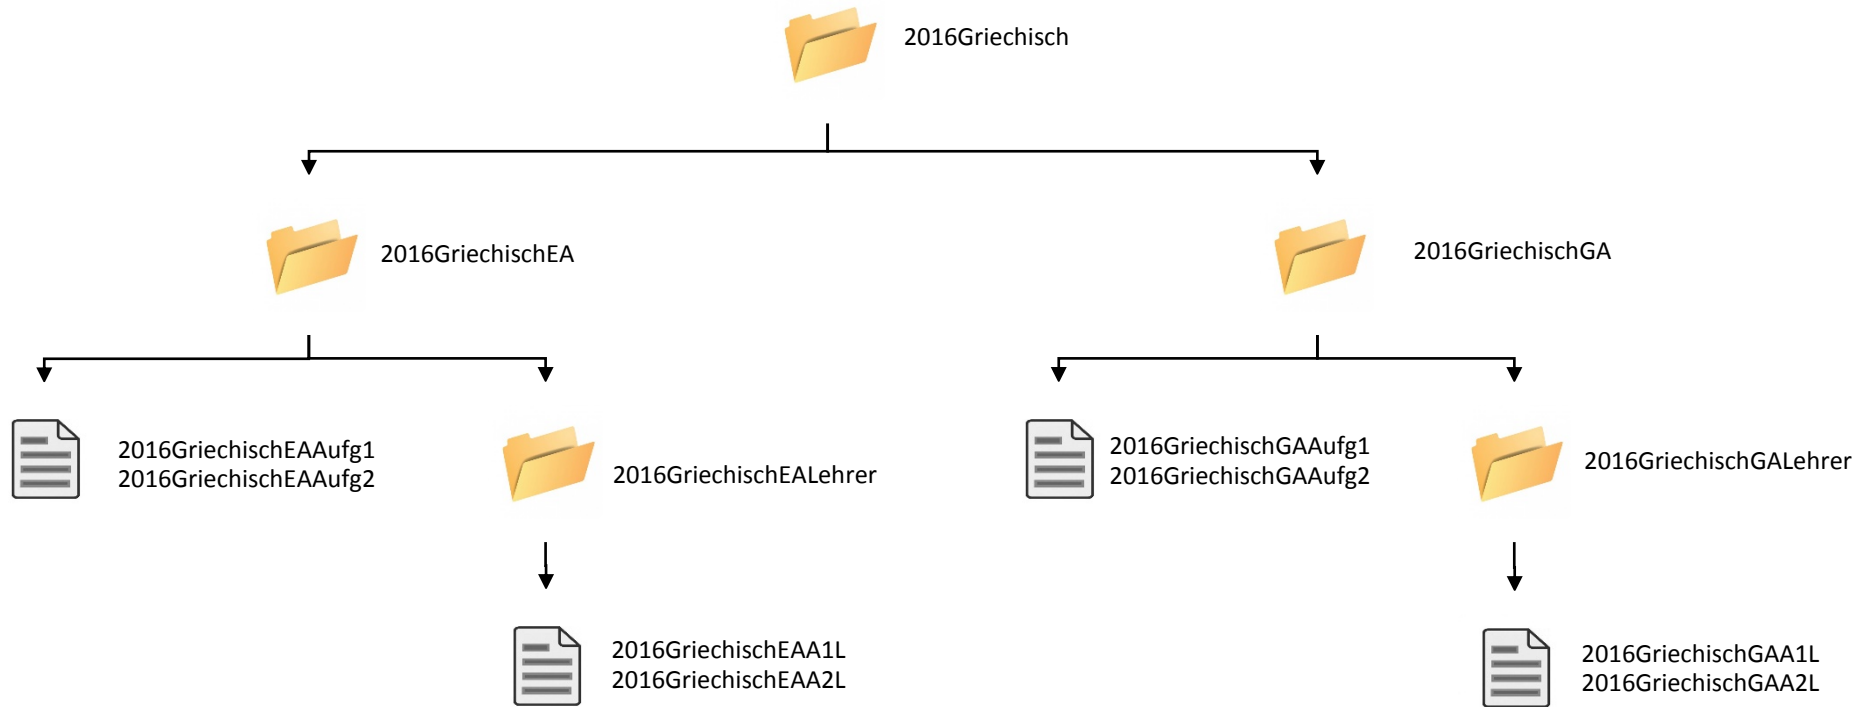 2016Griechisch
2016GriechischEA
2016GriechischGA
2016GriechischEAAufg1
2016GriechischEAAufg2
2016GriechischEALehrer
2016GriechischGAAufg1
2016GriechischGAAufg2
2016GriechischGALehrer
2016GriechischEAA1L
2016GriechischEAA2L
2016GriechischGAA1L
2016GriechischGAA2L